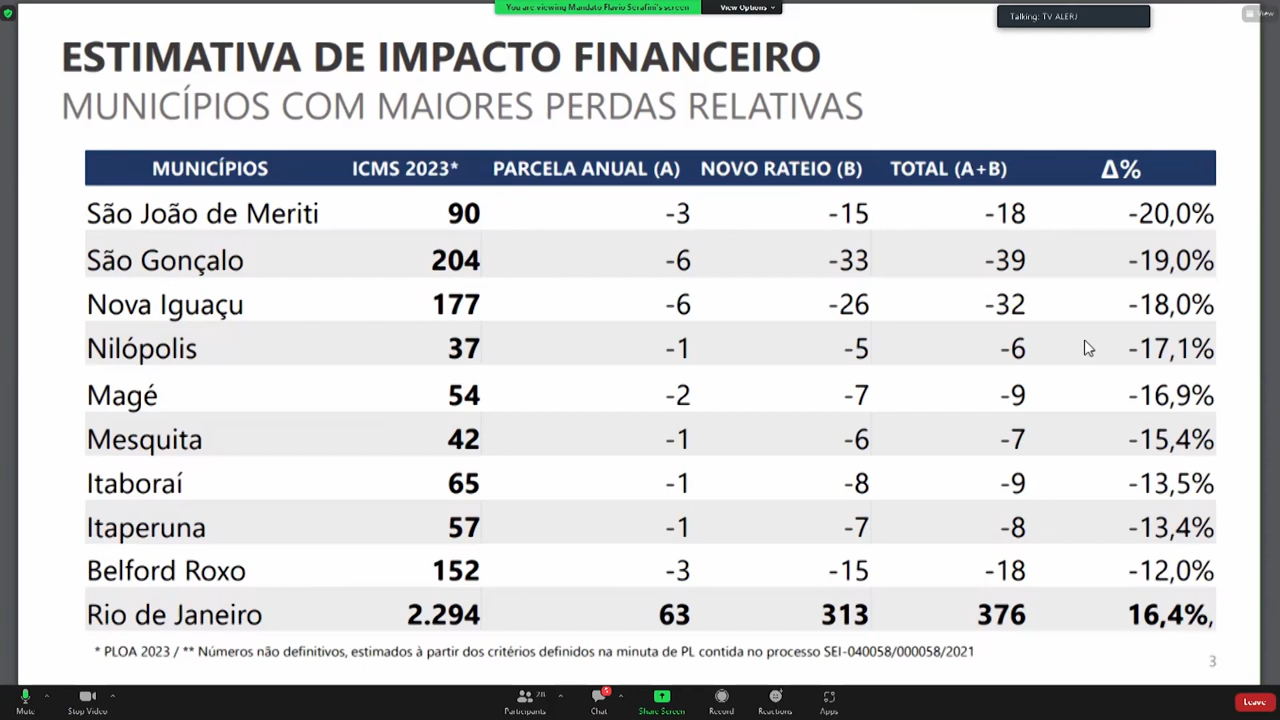 You are viewing Mandato Flavio Serafini's screen View Options
Talking: TV ALERJ
View
ESTIMATIVA DE IMPACTO FINANCEIRO
MUNICÍPIOS COM MAIORES PERDAS RELATIVAS
MUNICÍPIOS ICMS 2023* PARCELA ANUAL (A) NOVO RATEIO (B) TOTAL (A+B) Δ%
São João de Meriti 90 -3 -15 -18 -20,0%
São Gonçalo 204 -6 -33 -39 -19,0%
Nova Iguaçu 177 -6 -26 -32 -18,0%
Nilópolis 37 -1 -5 -6 -17,1%
Magé 54 -2 -7 -9 -16,9%
Mesquita 42 -1 -6 -7 -15,4%
Itaboraí 65 -1 -8 -9 -13,5%
Itaperuna 57 -1 -7 -8 -13,4%
Belford Roxo 152 -3 -15 -18 -12,0%
Rio de Janeiro 2.294 63 313 376 16,4%,
* PLOA 2023 / ** Números não definitivos, estimados à partir dos critérios definidos na minuta de PL contida no processo SEI-040058/000058/2021
3
Mute Stop Video Participants 28 Chat 5 Share Screen Record Reactions Apps Leave